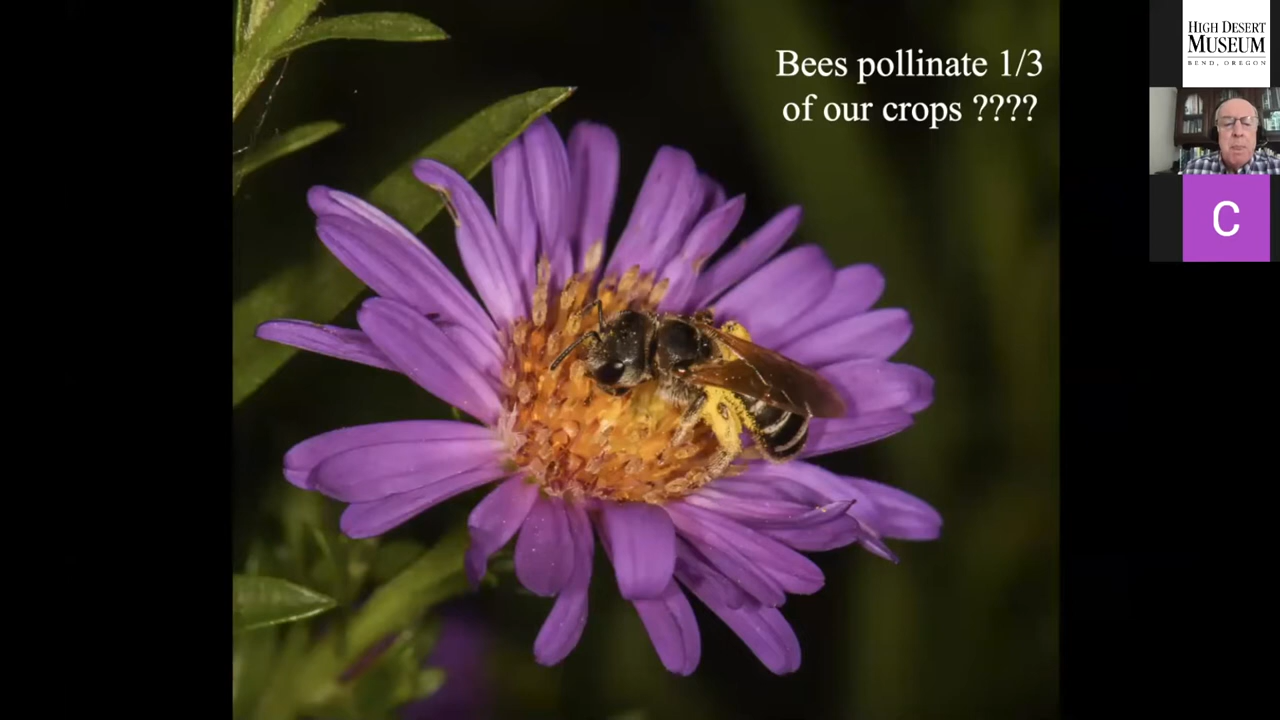 Bees pollinate 1/3
of our crops ????
HIGH DESERT
MUSEUM
BEND, OREGON
C